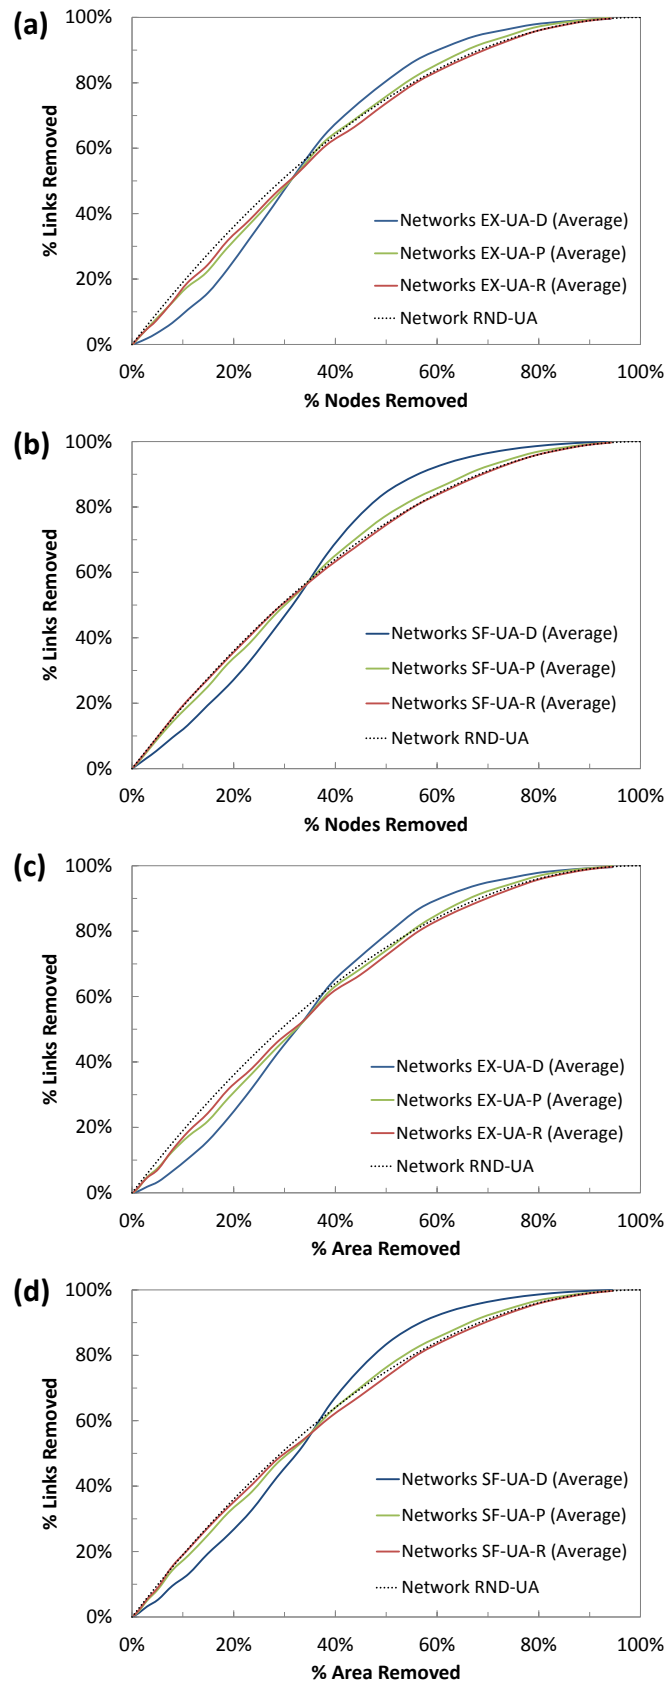 (a)
100%
80%
60%
40%
20%
0%
% Links Removed
Networks EX-UA-D (Average)
Networks EX-UA-P (Average)
Networks EX-UA-R (Average)
Network RND-UA
0% 20% 40% 60% 80% 100%
% Nodes Removed
(b)
100%
80%
60%
40%
20%
0%
% Links Removed
Networks SF-UA-D (Average)
Networks SF-UA-P (Average)
Networks SF-UA-R (Average)
Network RND-UA
0% 20% 40% 60% 80% 100%
% Nodes Removed
(c)
100%
80%
60%
40%
20%
0%
% Links Removed
Networks EX-UA-D (Average)
Networks EX-UA-P (Average)
Networks EX-UA-R (Average)
Network RND-UA
0% 20% 40% 60% 80% 100%
% Area Removed
(d)
100%
80%
60%
40%
20%
0%
% Links Removed
Networks SF-UA-D (Average)
Networks SF-UA-P (Average)
Networks SF-UA-R (Average)
Network RND-UA
0% 20% 40% 60% 80% 100%
% Area Removed